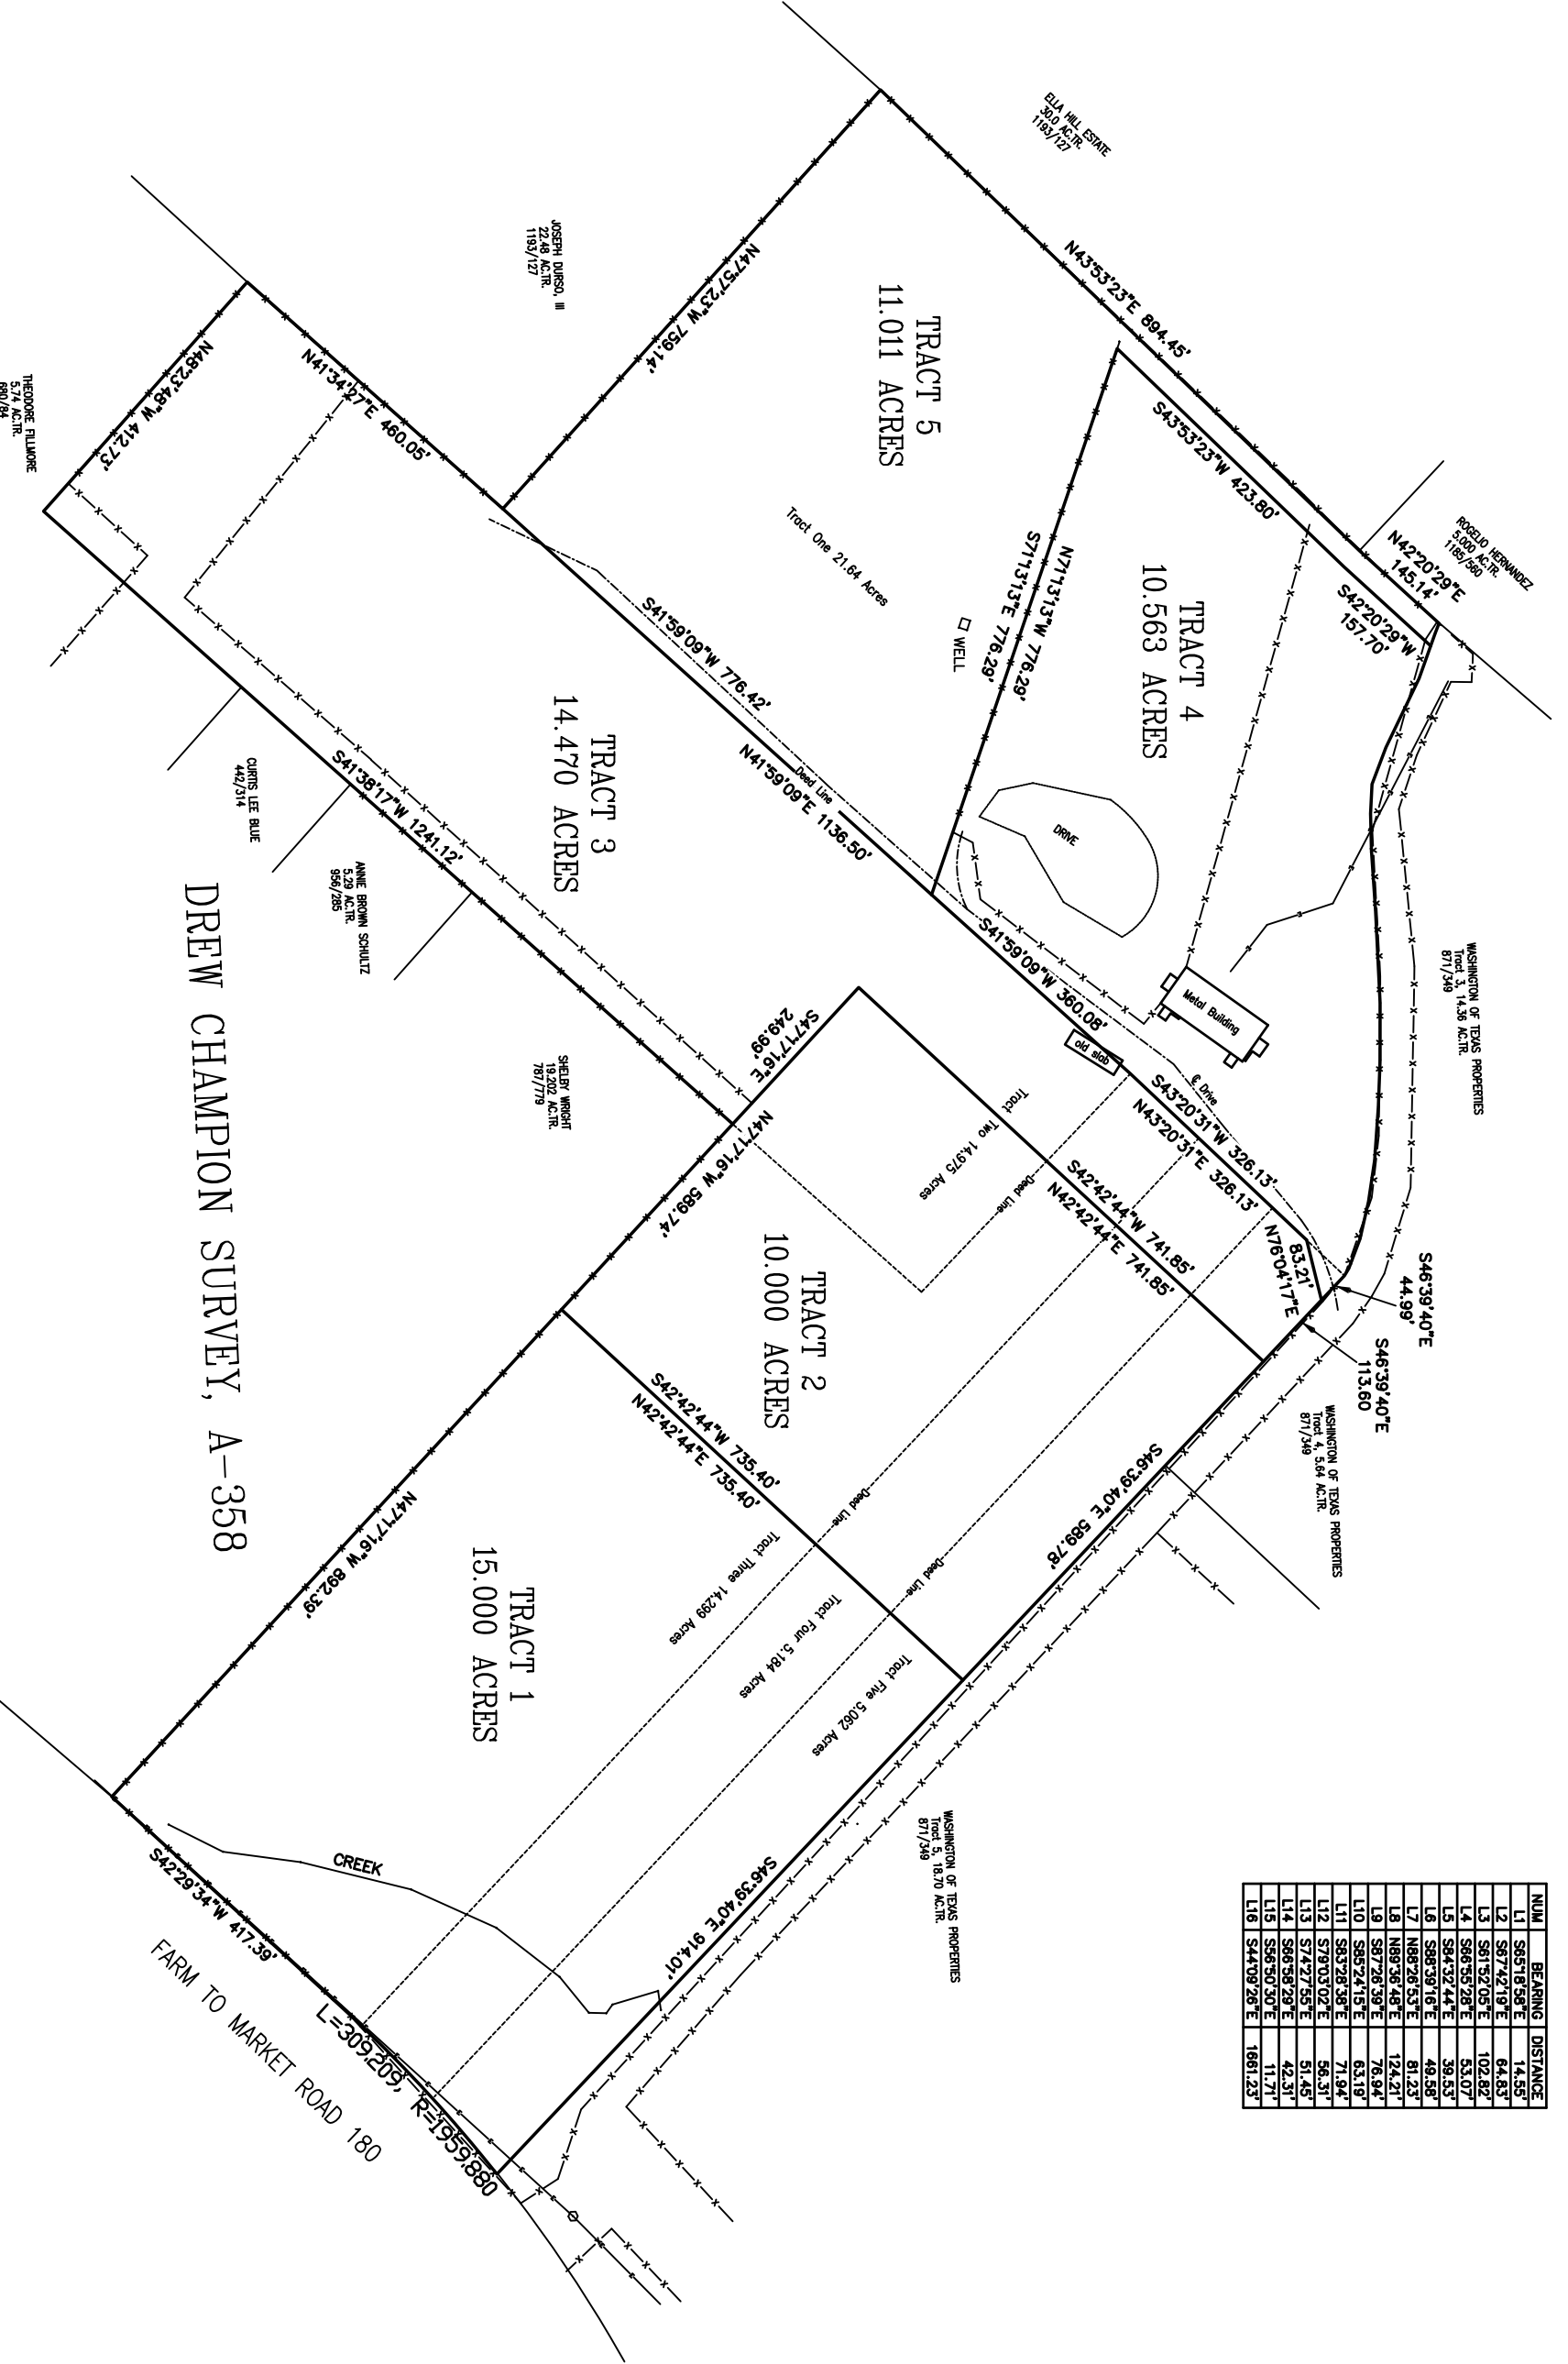 ELLA HILL ESTATE
30.0 AC.TR.
1193/127
ROGELIO HERNANDEZ
5.000 AC.TR.
1185/560
N43°53'23"E 894.45'
N42°20'29"E
145.14'
S43°53'23"W 423.80'
S42°20'29"W
157.70'
JOSEPH DURSO, III
22.48 AC.TR.
1193/127
N47°57'23"W 759.14'
TRACT 5
11.011 ACRES
Tract One 21.64 Acres
WELL
N71°13'13"W 776.29'
S71°13'13"E 776.29'
TRACT 4
10.563 ACRES
DRIVE
Metal Building
WASHINGTON OF TEXAS PROPERTIES
Tract 3, 14.36 AC.TR.
871/349
THEODORE FILLMORE
5.74 AC.TR.
680/84
N48°23'48"W 412.73'
N41°34'27"E 460.05'
S41°59'09"W 776.42'
Deed Line
N41°59'09"E 1136.50'
S41°59'09"W 360.08'
old slab
℄ Drive
S43°20'31"W 326.13'
N43°20'31"E 326.13'
83.21'
N76°04'17"E
S46°39'40"E
44.99'
S46°39'40"E
113.60
WASHINGTON OF TEXAS PROPERTIES
Tract 4, 5.64 AC.TR.
871/349
TRACT 3
14.470 ACRES
S41°38'17"W 1241.12'
CURTIS LEE BLUE
442/314
ANNIE BROWN SCHULTZ
5.29 AC.TR.
956/285
SHELBY WRIGHT
19.202 AC.TR.
787/779
S47°17'16"E
249.99'
N47°17'16"W 589.74'
Tract Two 14.975 Acres
Deed Line
S42°42'44"W 741.85'
N42°42'44"E 741.85'
TRACT 2
10.000 ACRES
S46°39'40"E 589.78'
S42°42'44"W 735.40'
N42°42'44"E 735.40'
Deed Line
Deed Line
Tract Three 14.299 Acres
Tract Four 5.184 Acres
Tract Five 5.062 Acres
TRACT 1
15.000 ACRES
N47°17'16"W 892.39'
S46°39'40"E 914.01'
WASHINGTON OF TEXAS PROPERTIES
Tract 5, 18.70 AC.TR.
871/349
CREEK
S42°29'34"W 417.39'
L=309.209, R=1959.880
FARM TO MARKET ROAD 180
DREW CHAMPION SURVEY, A-358
NUM BEARING DISTANCE
L1 S65°18'58"E 14.55'
L2 S67°42'19"E 64.83'
L3 S61°52'05"E 102.82'
L4 S66°55'28"E 53.07'
L5 S84°32'44"E 39.53'
L6 S88°39'16"E 49.58'
L7 N88°26'53"E 81.23'
L8 N89°36'48"E 124.21'
L9 S87°26'39"E 76.94'
L10 S85°24'15"E 63.19'
L11 S83°28'38"E 71.94'
L12 S79°03'02"E 56.31'
L13 S74°27'55"E 51.45'
L14 S66°58'29"E 42.31'
L15 S56°50'30"E 11.71'
L16 S44°09'26"E 1661.23'